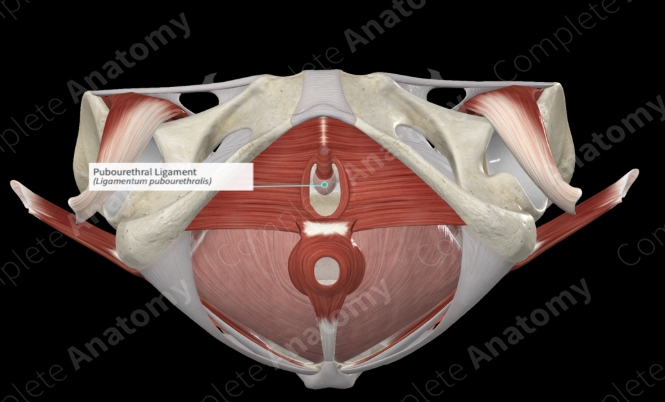 Complete Anatomy
Complete
Pubourethral Ligament
(Ligamentum pubourethralis)
Complete Anatomy
Complete Anatomy
Anatomy
Complete Anatomy
Complete Anatomy